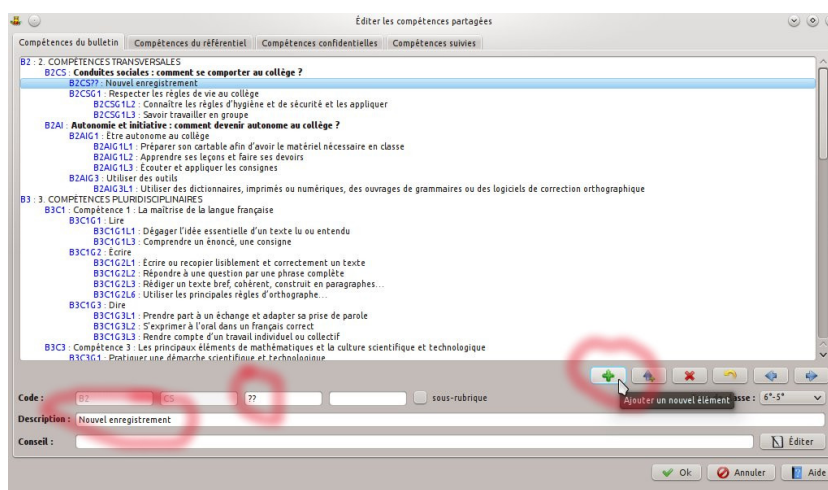 Éditer les compétences partagées
Compétences du bulletin Compétences du référentiel Compétences confidentielles Compétences suivies
B2 : 2. COMPÉTENCES TRANSVERSALES
B2CS : Conduites sociales : comment se comporter au collège ?
B2CS?? : Nouvel enregistrement
B2CSG1 : Respecter les règles de vie au collège
B2CSG1L2 : Connaître les règles d'hygiène et de sécurité et les appliquer
B2CSG1L3 : Savoir travailler en groupe
B2AI : Autonomie et initiative : comment devenir autonome au collège ?
B2AIG1 : Être autonome au collège
B2AIG1L1 : Préparer son cartable afin d'avoir le matériel nécessaire en classe
B2AIG1L2 : Apprendre ses leçons et faire ses devoirs
B2AIG1L3 : Écouter et appliquer les consignes
B2AIG3 : Utiliser des outils
B2AIG3L1 : Utiliser des dictionnaires, imprimés ou numériques, des ouvrages de grammaires ou des logiciels de correction orthographique
B3 : 3. COMPÉTENCES PLURIDISCIPLINAIRES
B3C1 : Compétence 1 : La maîtrise de la langue française
B3C1G1 : Lire
B3C1G1L1 : Dégager l'idée essentielle d'un texte lu ou entendu
B3C1G1L3 : Comprendre un énoncé, une consigne
B3C1G2 : Écrire
B3C1G2L1 : Écrire ou recopier lisiblement et correctement un texte
B3C1G2L2 : Répondre à une question par une phrase complète
B3C1G2L3 : Rédiger un texte bref, cohérent, construit en paragraphes...
B3C1G2L6 : Utiliser les principales règles d'orthographe...
B3C1G3 : Dire
B3C1G3L1 : Prendre part à un échange et adapter sa prise de parole
B3C1G3L2 : S'exprimer à l'oral dans un français correct
B3C1G3L3 : Rendre compte d'un travail individuel ou collectif
B3C3 : Compétence 3 : Les principaux éléments de mathématiques et la culture scientifique et technologique
B3C3G1 : Pratiquer une démarche scientifique et technologique
Code : B2 CS ?? sous-rubrique asse : 6°-5°
Ajouter un nouvel élément
Description : Nouvel enregistrement
Conseil : Éditer
Ok Annuler Aide